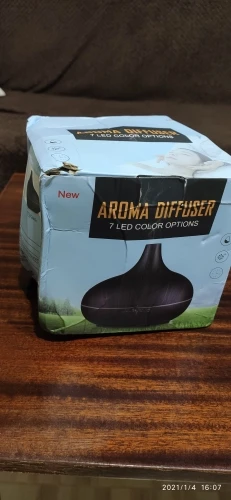 AROMA DIFFUSER
7 LED COLOR OPTIONS
New
AROMA DIFFUSER
7 LED COLOR OPTIONS
2021/1/4 16:07